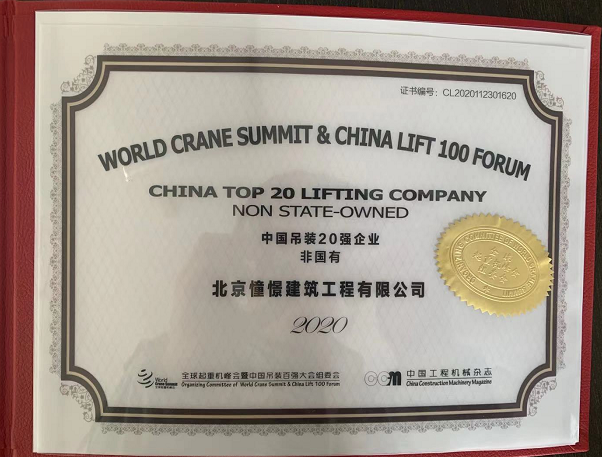 证书编号：CL2020112301620
WORLD CRANE SUMMIT & CHINA LIFT 100 FORUM
CHINA TOP 20 LIFTING COMPANY
NON STATE-OWNED
中国吊装20强企业
非国有
北京憧憬建筑工程有限公司
2020
World
Crane Summit
全球起重机峰会暨中国吊装百强大会组委会
Organizing Committee of World Crane Summit & China Lift 100 Forum
CCM 中国工程机械杂志
China Construction Machinery Magazine